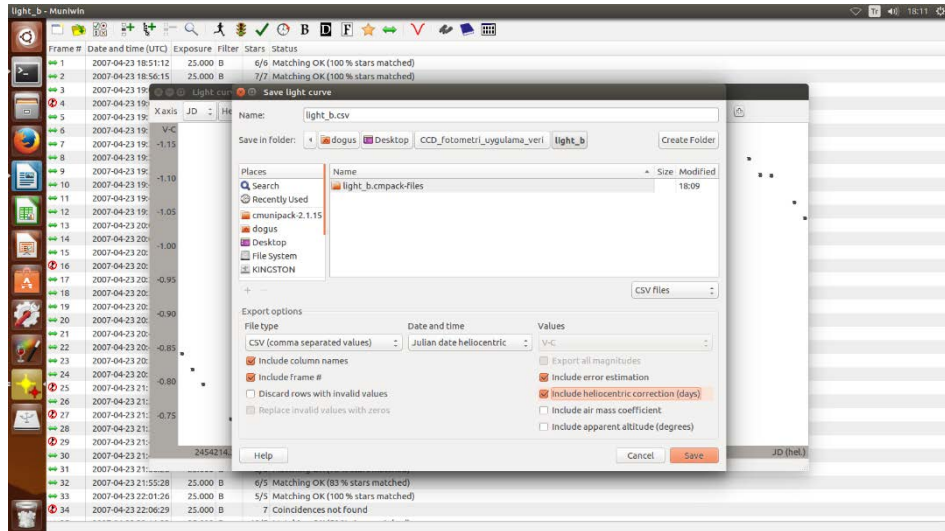 light_b - Muniwin
Tr 18:11
Frame # Date and time (UTC) Exposure Filter Stars Status
1 2007-04-23 18:51:12 25.000 B 6/6 Matching OK (100 % stars matched)
2 2007-04-23 18:56:15 25.000 B 7/7 Matching OK (100 % stars matched)
3 2007-04-23 19:
4 2007-04-23 19:
5 2007-04-23 19:
6 2007-04-23 19:
7 2007-04-23 19:
8 2007-04-23 19:
9 2007-04-23 19:
10 2007-04-23 19:
11 2007-04-23 19:
12 2007-04-23 19:
13 2007-04-23 20:
14 2007-04-23 20:
15 2007-04-23 20:
16 2007-04-23 20:
17 2007-04-23 20:
18 2007-04-23 20:
19 2007-04-23 20:
20 2007-04-23 20:
21 2007-04-23 20:
22 2007-04-23 20:
23 2007-04-23 20:
24 2007-04-23 20:
25 2007-04-23 21:
26 2007-04-23 21:
27 2007-04-23 21:
28 2007-04-23 21:
29 2007-04-23 21:
30 2007-04-23 21:
31 2007-04-23 21:
32 2007-04-23 21:55:28 25.000 B 6/5 Matching OK (83 % stars matched)
33 2007-04-23 22:01:26 25.000 B 5/5 Matching OK (100 % stars matched)
34 2007-04-23 22:06:29 25.000 B 7 Coincidences not found
Light cur
X axis JD He
V-C
-1.15
-1.10
-1.05
-1.00
-0.95
-0.90
-0.85
-0.80
-0.75
2454214.
JD (hel.)
Save light curve
Name: light_b.csv
Save in folder: dogus Desktop CCD_fotometri_uygulama_veri light_b Create Folder
Places
Search
Recently Used
cmunipack-2.1.15
dogus
Desktop
File System
KINGSTON
Name Size Modified
light_b.cmpack-files 18:09
CSV files
Export options
File type Date and time Values
CSV (comma separated values) Julian date heliocentric V-C
Include column names
Include frame #
Discard rows with invalid values
Replace invalid values with zeros
Export all magnitudes
Include error estimation
Include heliocentric correction (days)
Include air mass coefficient
Include apparent altitude (degrees)
Help Cancel Save